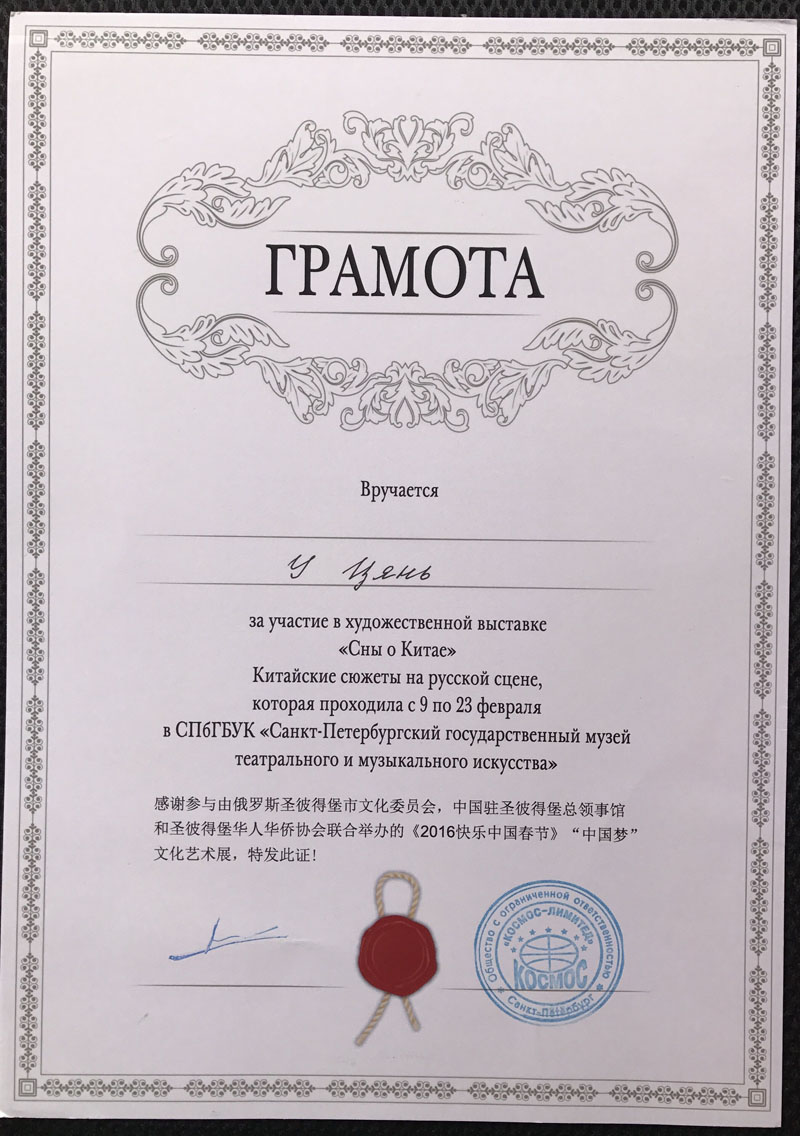 ГРАМОТА
Вручается
У Цянь
за участие в художественной выставке
«Сны о Китае»
Китайские сюжеты на русской сцене,
которая проходила с 9 по 23 февраля
в СПбГБУК «Санкт-Петербургский государственный музей
театрального и музыкального искусства»
感谢参与由俄罗斯圣彼得堡市文化委员会，中国驻圣彼得堡总领事馆
和圣彼得堡华人华侨协会联合举办的《2016快乐中国春节》“中国梦”
文化艺术展，特发此证!
Общество с ограниченной ответственностью
«КОСМОС-ЛИМИТЕД»
КОСМОС
Санкт-Петербург